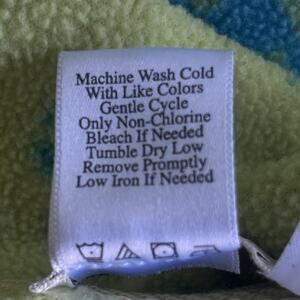 Machine Wash Cold
With Like Colors
Gentle Cycle
Only Non-Chlorine
Bleach If Needed
Tumble Dry Low
Remove Promptly
Low Iron If Needed